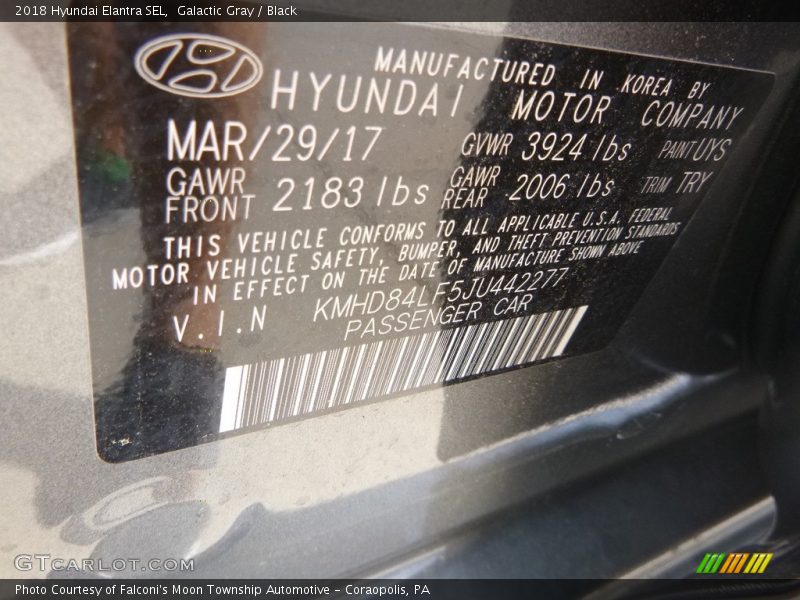 2018 Hyundai Elantra SEL, Galactic Gray / Black
MANUFACTURED IN KOREA BY
HYUNDAI MOTOR COMPANY
MAR/29/17 GVWR 3924 lbs PAINT UYS
GAWR FRONT 2183 lbs GAWR REAR 2006 lbs TRIM TRY
THIS VEHICLE CONFORMS TO ALL APPLICABLE U.S.A. FEDERAL
MOTOR VEHICLE SAFETY, BUMPER, AND THEFT PREVENTION STANDARDS
IN EFFECT ON THE DATE OF MANUFACTURE SHOWN ABOVE
V.I.N KMHD84LF5JU442277
PASSENGER CAR
GTCARLOT.COM
Photo Courtesy of Falconi's Moon Township Automotive - Coraopolis, PA